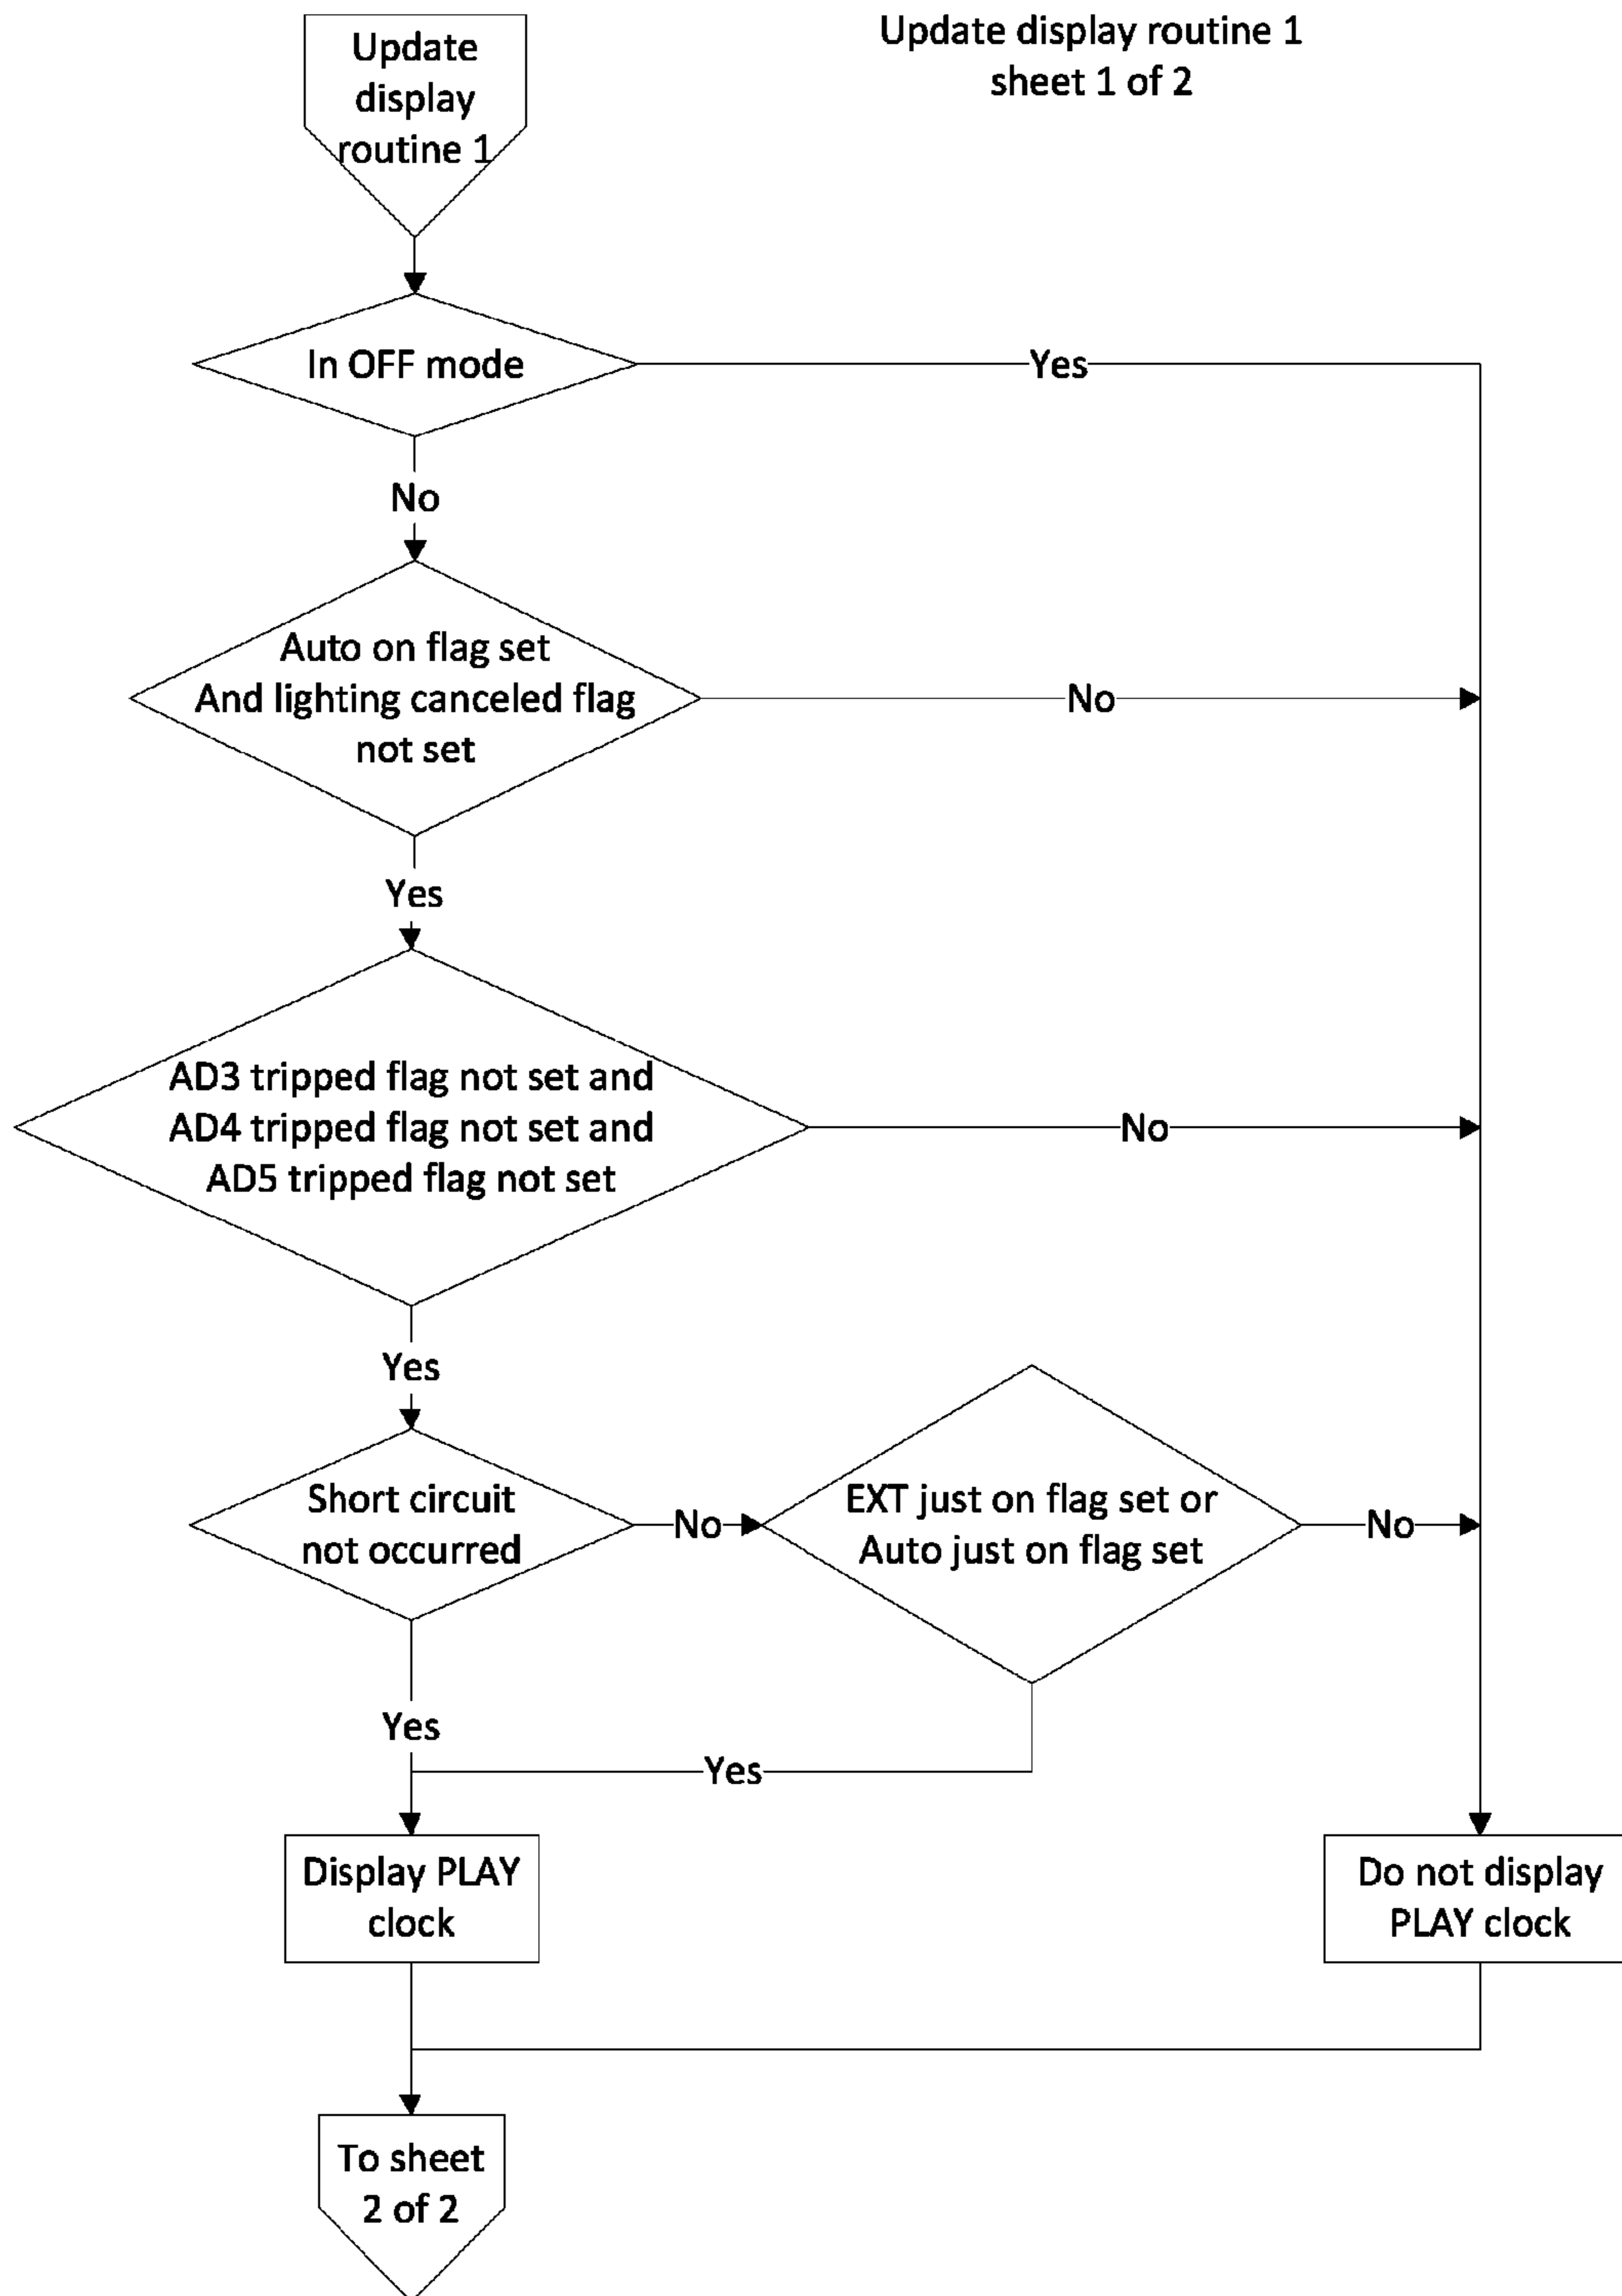 Update display routine 1
sheet 1 of 2
Update
display
routine 1
In OFF mode
Yes
No
Auto on flag set
And lighting canceled flag
not set
No
Yes
AD3 tripped flag not set and
AD4 tripped flag not set and
AD5 tripped flag not set
No
Yes
Short circuit
not occurred
No
EXT just on flag set or
Auto just on flag set
No
Yes
Yes
Display PLAY
clock
Do not display
PLAY clock
To sheet
2 of 2